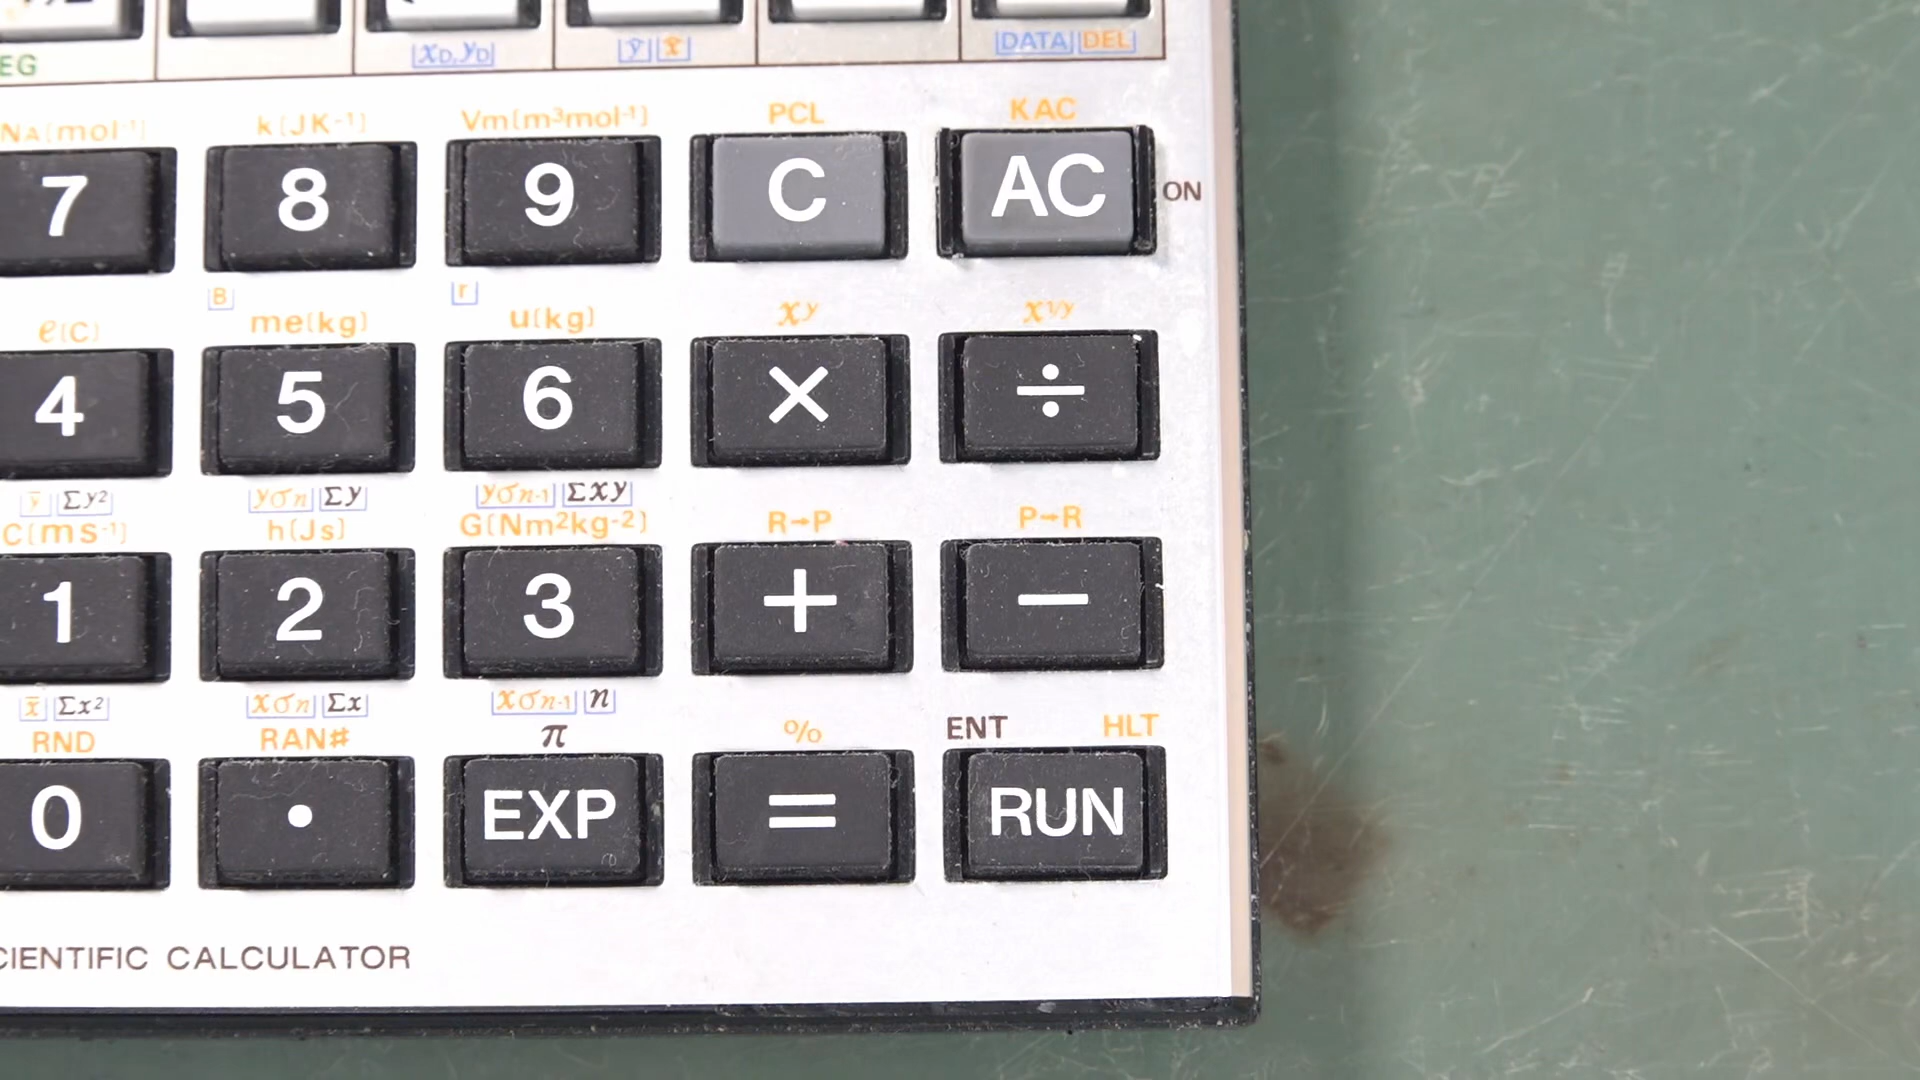 EG xD,yD ŷ x̂ DATA DEL
NA(mol-1) k(JK-1) Vm(m³mol-1) PCL KAC
7 8 9 C AC ON
B r
e(C) me(kg) u(kg) xy x1/y
4 5 6 × ÷
ȳ Σy² yσn Σy yσn-1 Σxy
C(ms-1) h(Js) G(Nm²kg-2) R→P P→R
1 2 3 + −
x̄ Σx² xσn Σx xσn-1 n
RND RAN# π % ENT HLT
0 • EXP = RUN
CIENTIFIC CALCULATOR